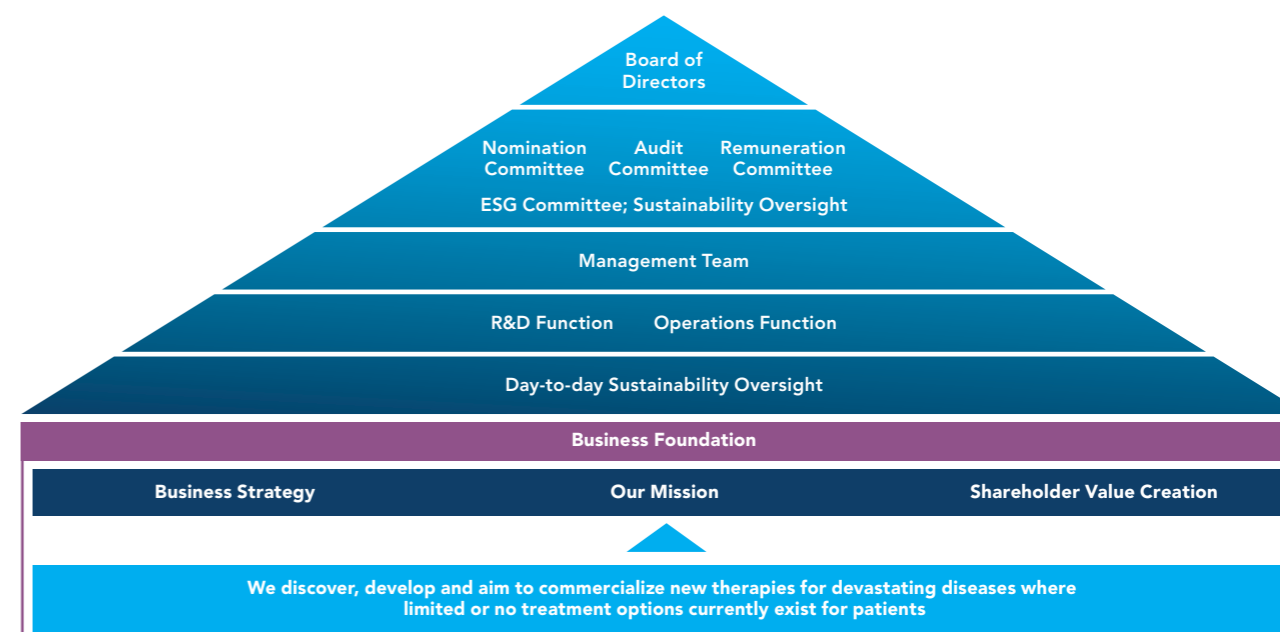 Board of
Directors
Nomination Committee
Audit Committee
Remuneration Committee
ESG Committee; Sustainability Oversight
Management Team
R&D Function Operations Function
Day-to-day Sustainability Oversight
Business Foundation
Business Strategy Our Mission Shareholder Value Creation
We discover, develop and aim to commercialize new therapies for devastating diseases where
limited or no treatment options currently exist for patients